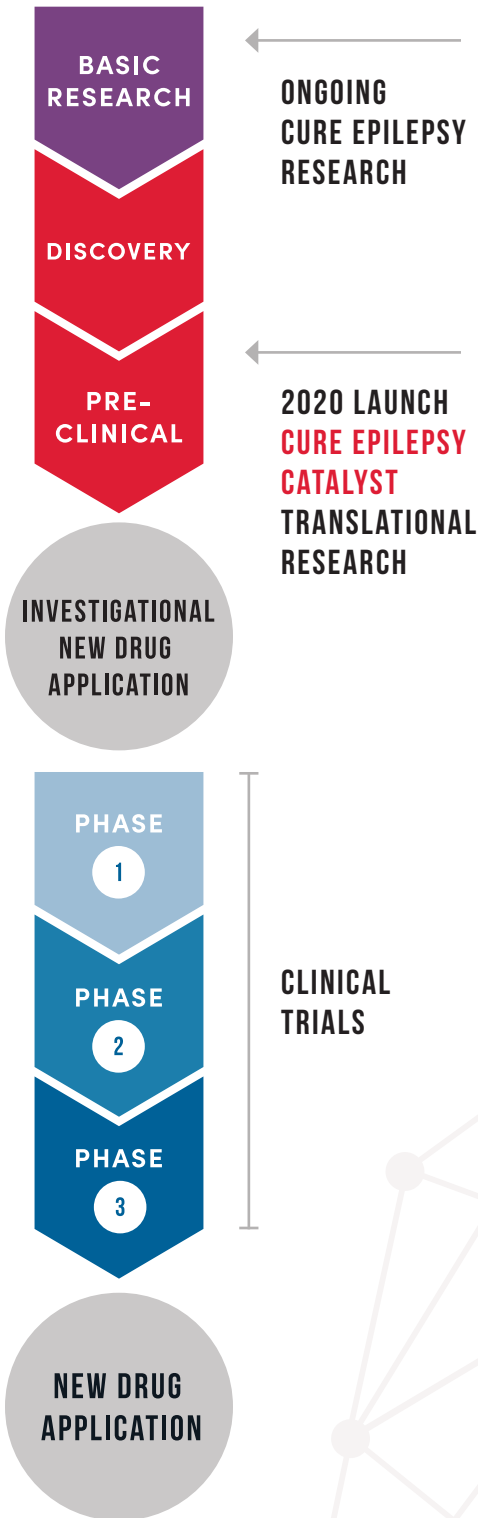 BASIC
RESEARCH
ONGOING
CURE EPILEPSY
RESEARCH
DISCOVERY
PRE-
CLINICAL
2020 LAUNCH
CURE EPILEPSY
CATALYST
TRANSLATIONAL
RESEARCH
INVESTIGATIONAL
NEW DRUG
APPLICATION
PHASE
1
PHASE
2
PHASE
3
CLINICAL
TRIALS
NEW DRUG
APPLICATION